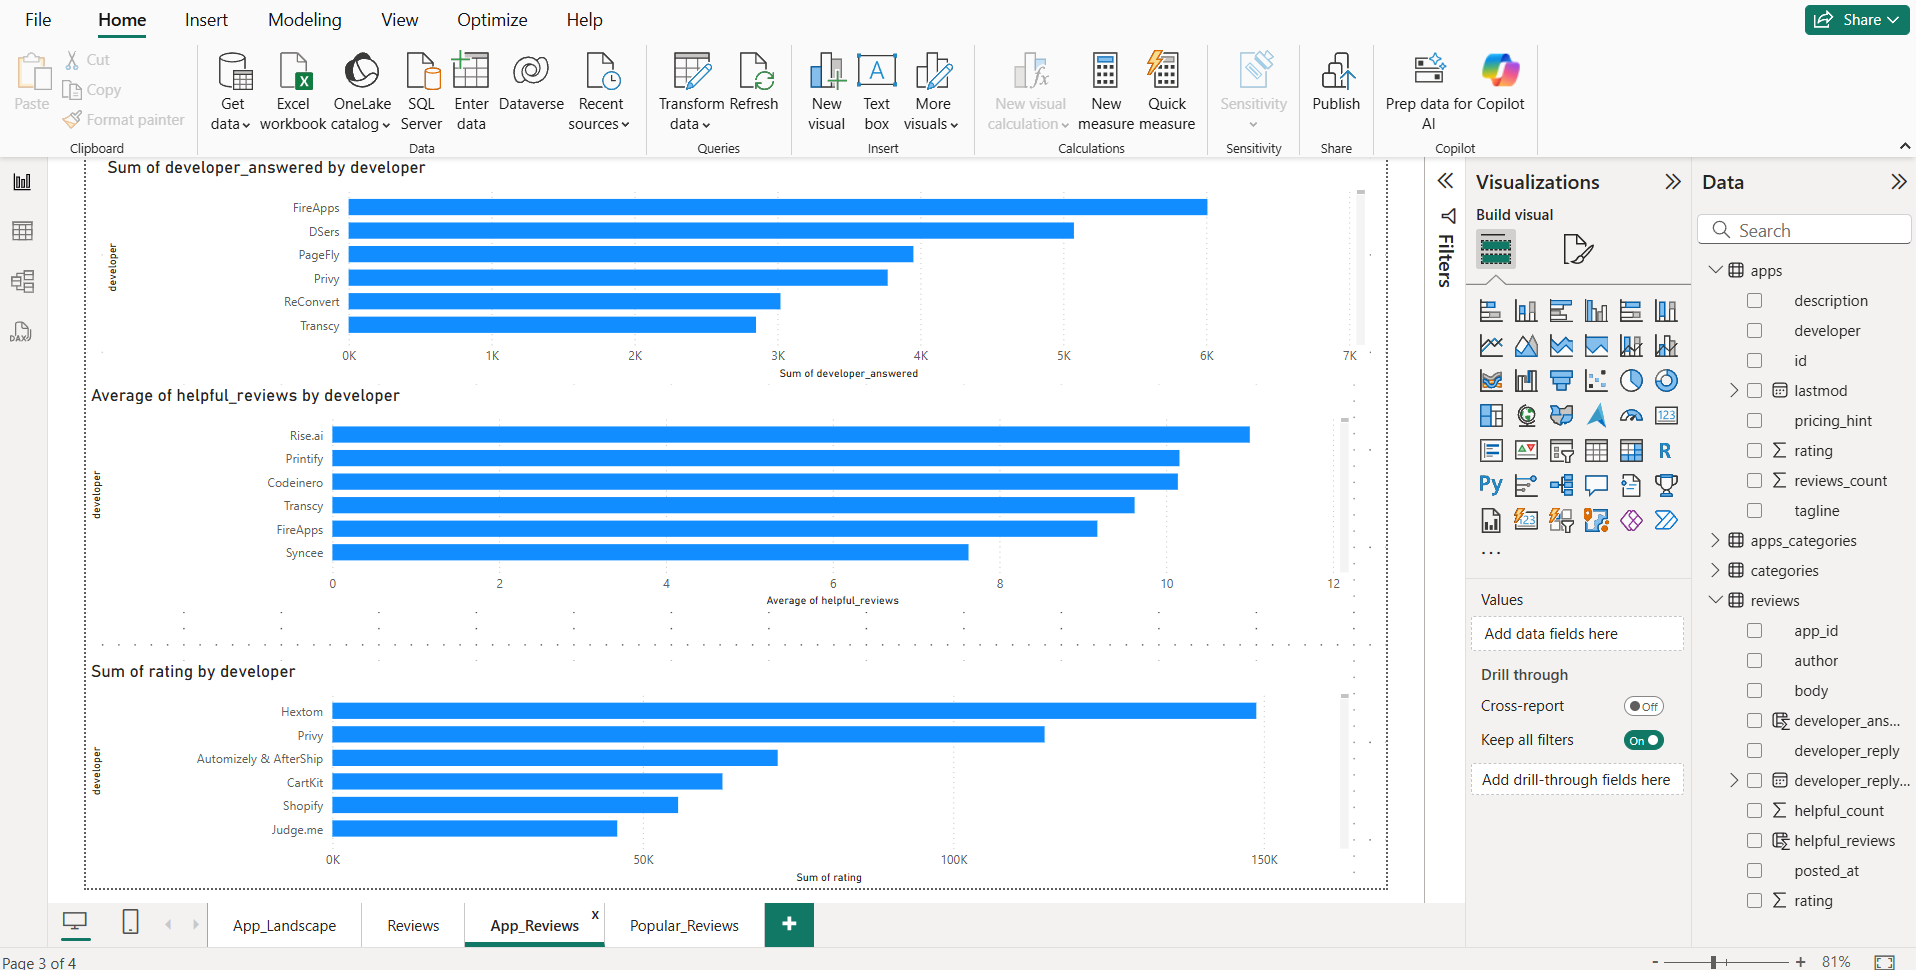 File Home Insert Modeling View Optimize Help
Share
Paste
Cut
Copy
Format painter
Clipboard
Get data
Excel workbook
OneLake catalog
SQL Server
Enter data
Dataverse
Recent sources
Data
Transform data
Refresh
Queries
New visual
Text box
More visuals
Insert
New visual calculation
New measure
Quick measure
Calculations
Sensitivity
Sensitivity
Publish
Share
Prep data for AI
Copilot
Copilot
Sum of developer_answered by developer
developer
FireApps
DSers
PageFly
Privy
ReConvert
Transcy
0K 1K 2K 3K 4K 5K 6K 7K
Sum of developer_answered
Average of helpful_reviews by developer
developer
Rise.ai
Printify
Codeinero
Transcy
FireApps
Syncee
0 2 4 6 8 10 12
Average of helpful_reviews
Sum of rating by developer
developer
Hextom
Privy
Automizely & AfterShip
CartKit
Shopify
Judge.me
0K 50K 100K 150K
Sum of rating
Filters
Visualizations
Build visual
123
R
Py
123
...
Values
Add data fields here
Drill through
Cross-report
Off
Keep all filters
On
Add drill-through fields here
Data
Search
apps
description
developer
id
lastmod
pricing_hint
rating
reviews_count
tagline
apps_categories
categories
reviews
app_id
author
body
developer_ans...
developer_reply
developer_reply...
helpful_count
helpful_reviews
posted_at
rating
DAX
App_Landscape
Reviews
App_Reviews
x
Popular_Reviews
+
Page 3 of 4
- + 81%